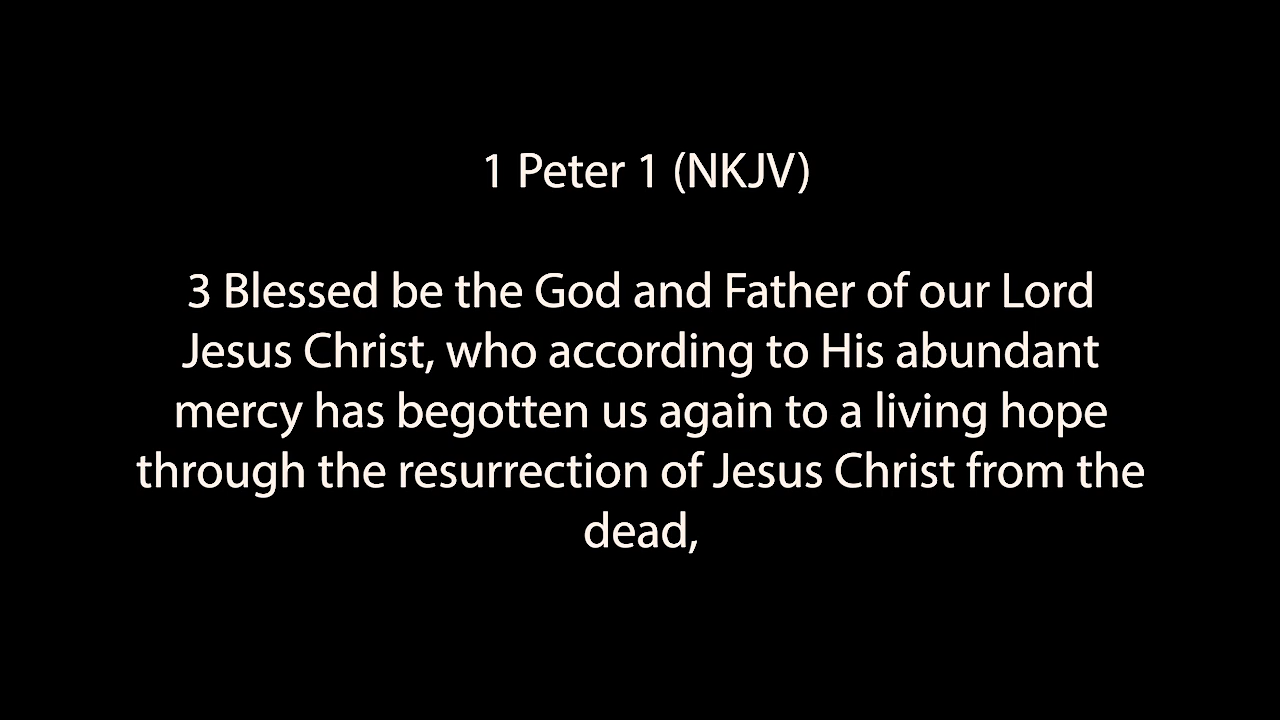 1 Peter 1 (NKJV)
3 Blessed be the God and Father of our Lord
Jesus Christ, who according to His abundant
mercy has begotten us again to a living hope
through the resurrection of Jesus Christ from the
dead,